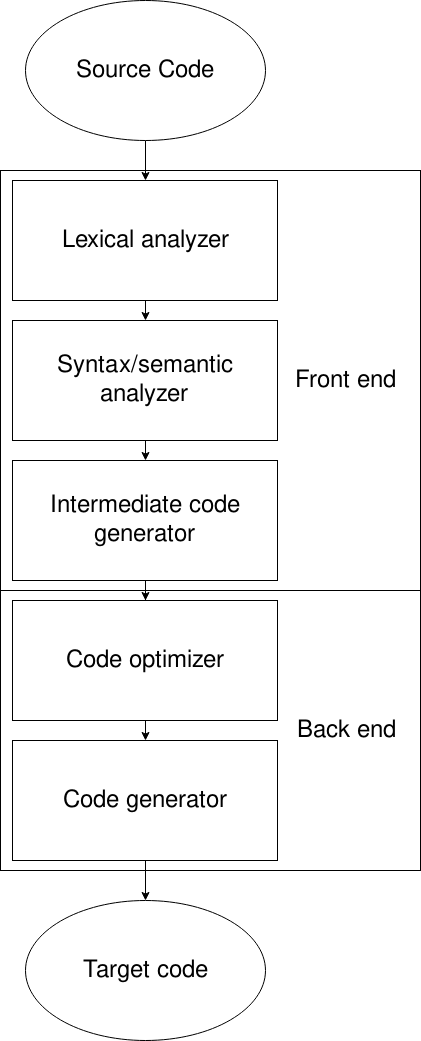 Source Code
Lexical analyzer
Syntax/semantic
analyzer
Front end
Intermediate code
generator
Code optimizer
Back end
Code generator
Target code